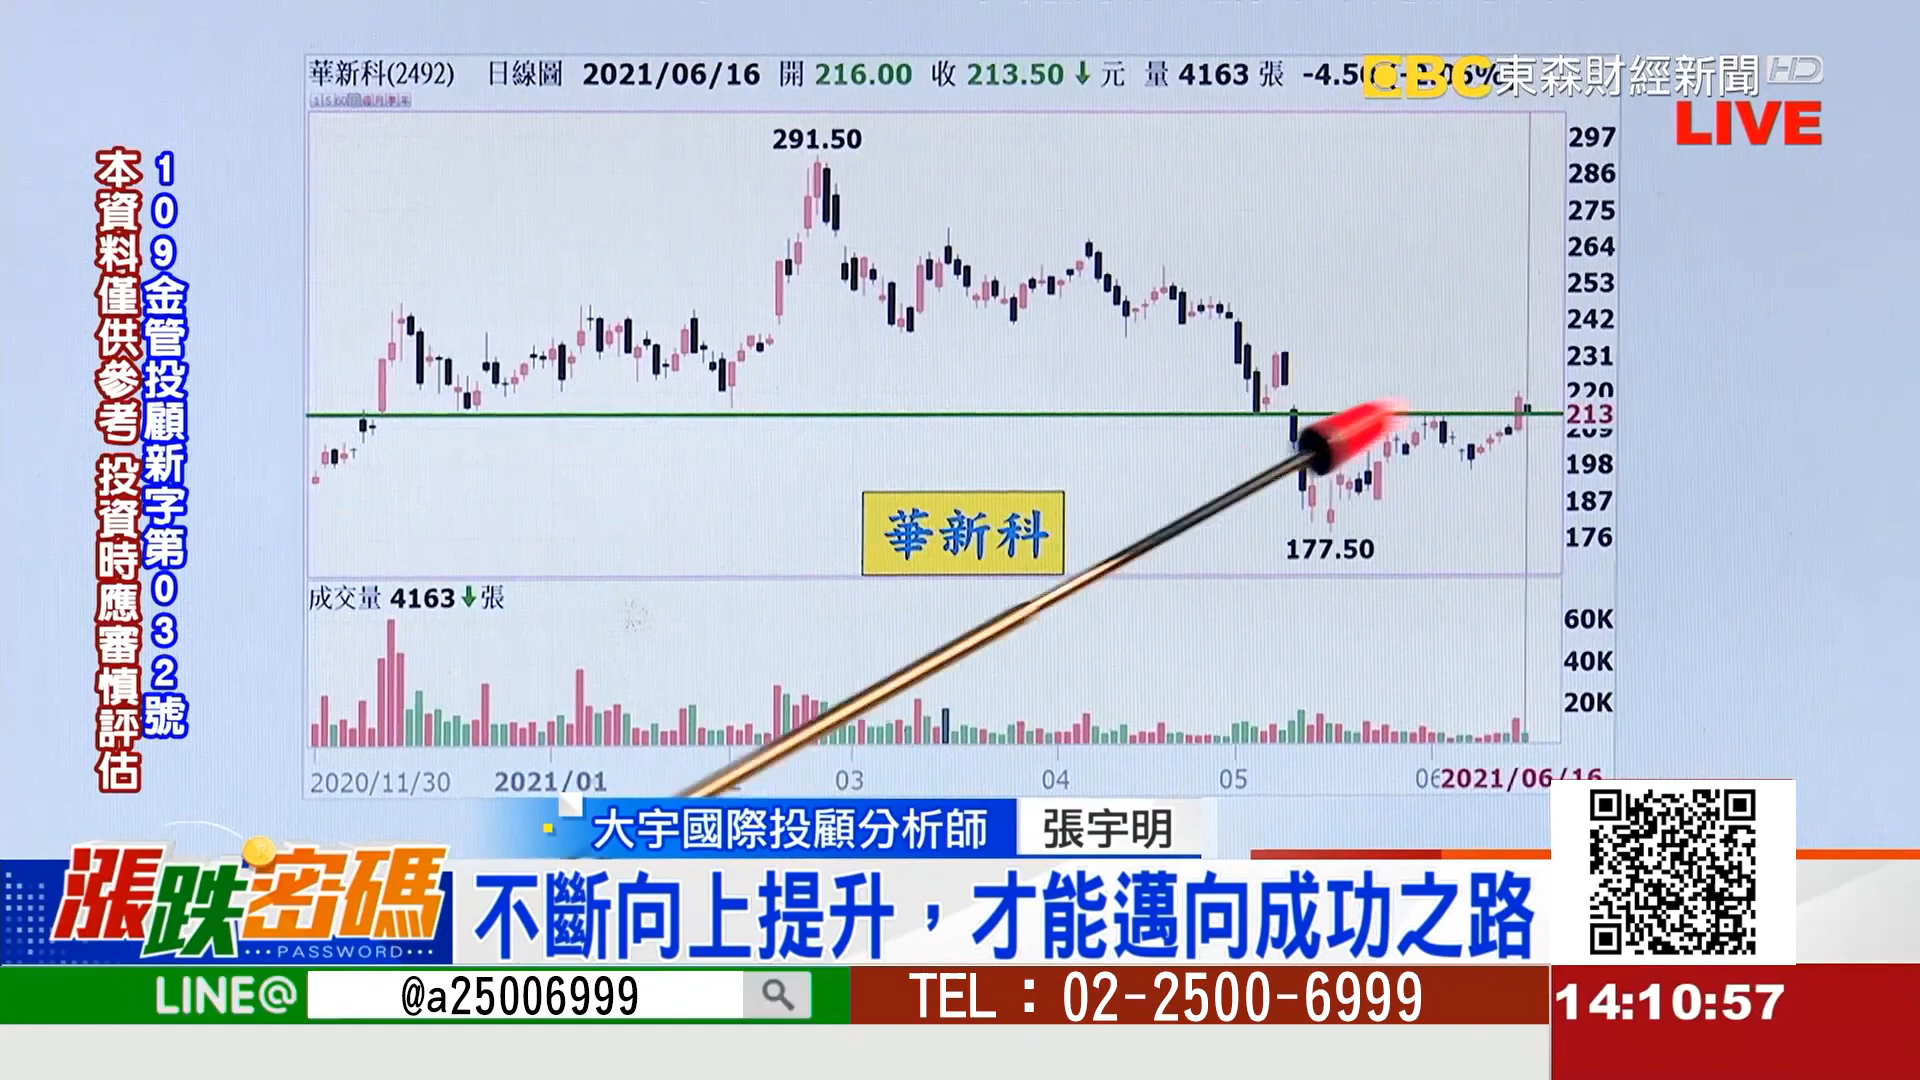 華新科(2492) 日線圖 2021/06/16 開 216.00 收 213.50↓元 量 4163 張
EBC東森財經新聞HD
LIVE
本資料僅供參考 投資時應審慎評估
109金管投顧新字第032號
291.50
297
286
275
264
253
242
231
220
213
209
198
187
176
華新科
177.50
成交量 4163↓張
60K
40K
20K
2020/11/30 2021/01 03 04 05 06 2021/06/16
大宇國際投顧分析師 張宇明
漲跌密碼
PASSWORD
不斷向上提升，才能邁向成功之路
LINE@ @a25006999 TEL：02-2500-6999 14:10:57